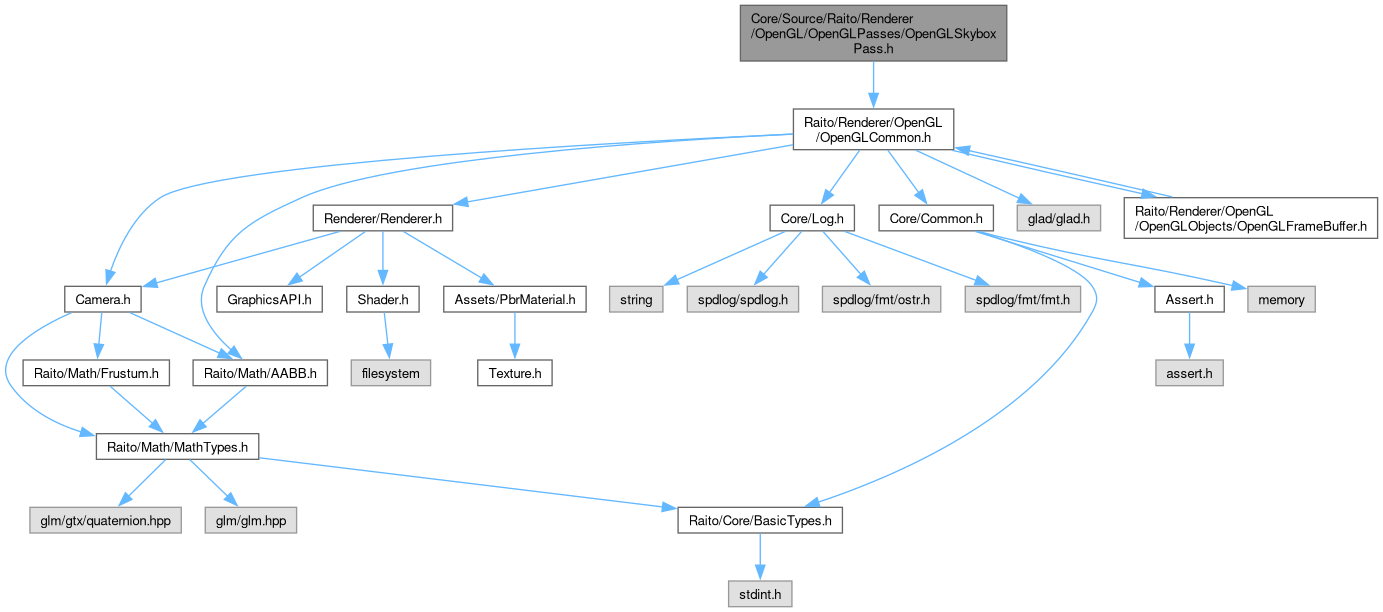 Core/Source/Raito/Renderer
/OpenGL/OpenGLPasses/OpenGLSkybox
Pass.h
Raito/Renderer/OpenGL
/OpenGLCommon.h
Renderer/Renderer.h
Core/Log.h
Core/Common.h
glad/glad.h
Raito/Renderer/OpenGL
/OpenGLObjects/OpenGLFrameBuffer.h
Camera.h
GraphicsAPI.h
Shader.h
Assets/PbrMaterial.h
string
spdlog/spdlog.h
spdlog/fmt/ostr.h
spdlog/fmt/fmt.h
Assert.h
memory
Raito/Math/Frustum.h
Raito/Math/AABB.h
filesystem
Texture.h
assert.h
Raito/Math/MathTypes.h
glm/gtx/quaternion.hpp
glm/glm.hpp
Raito/Core/BasicTypes.h
stdint.h